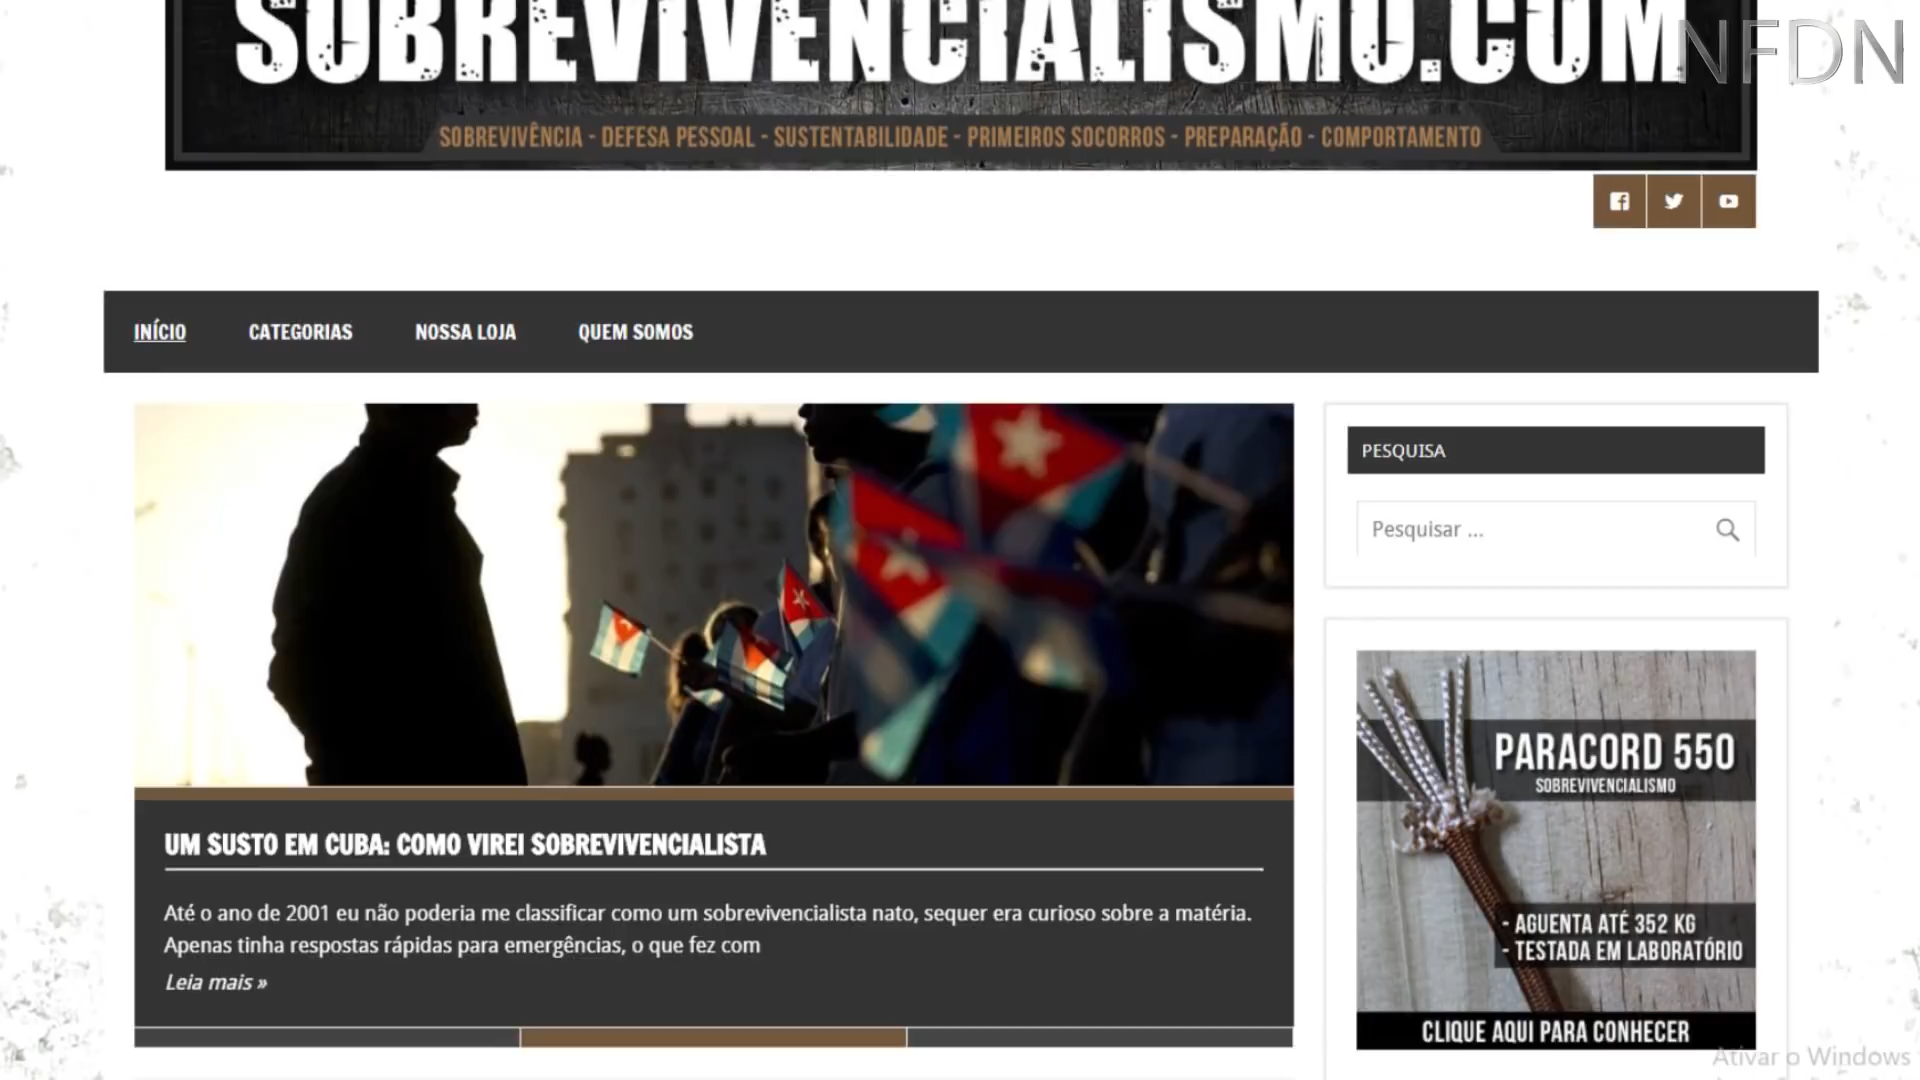 SOBREVIVENCIALISMO.COM
NFDN
SOBREVIVÊNCIA - DEFESA PESSOAL - SUSTENTABILIDADE - PRIMEIROS SOCORROS - PREPARAÇÃO - COMPORTAMENTO
INÍCIO CATEGORIAS NOSSA LOJA QUEM SOMOS
PESQUISA
Pesquisar ...
UM SUSTO EM CUBA: COMO VIREI SOBREVIVENCIALISTA
Até o ano de 2001 eu não poderia me classificar como um sobrevivencialista nato, sequer era curioso sobre a matéria.
Apenas tinha respostas rápidas para emergências, o que fez com
Leia mais »
PARACORD 550
SOBREVIVENCIALISMO
- AGUENTA ATÉ 352 KG
- TESTADA EM LABORATÓRIO
CLIQUE AQUI PARA CONHECER
Ativar o Windows